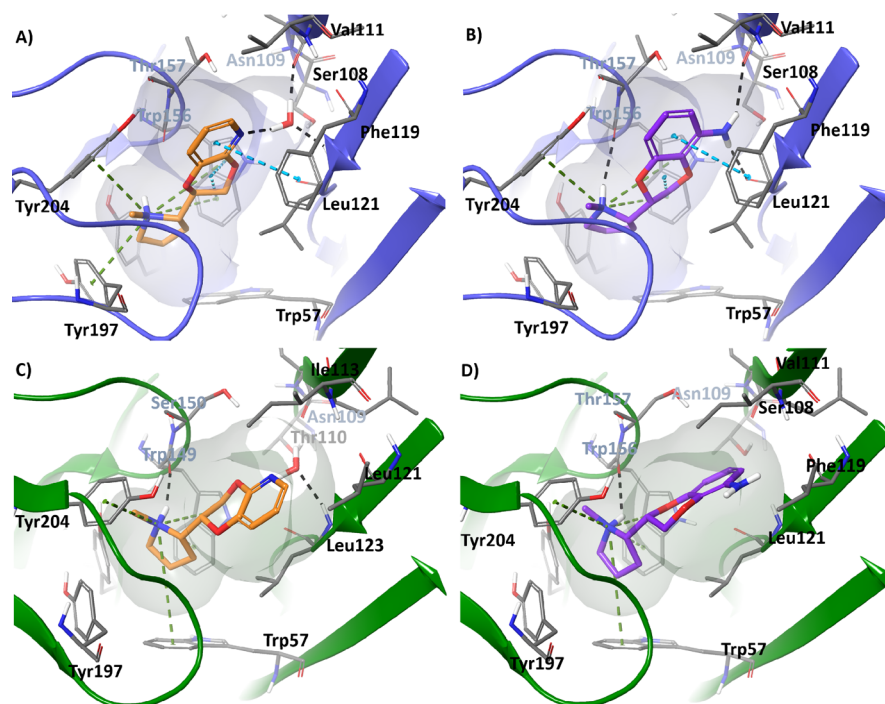 A)
Val111
Asn109
Thr157
Ser108
Trp156
Phe119
Tyr204
Leu121
Tyr197
Trp57
B)
Val111
Asn109
Thr157
Ser108
Trp156
Phe119
Tyr204
Leu121
Tyr197
Trp57
C)
Ile113
Ser150
Asn109
Thr110
Trp149
Leu121
Tyr204
Leu123
Trp57
Tyr197
D)
Val111
Thr157
Asn109
Ser108
Trp156
Phe119
Tyr204
Leu121
Tyr197
Trp57